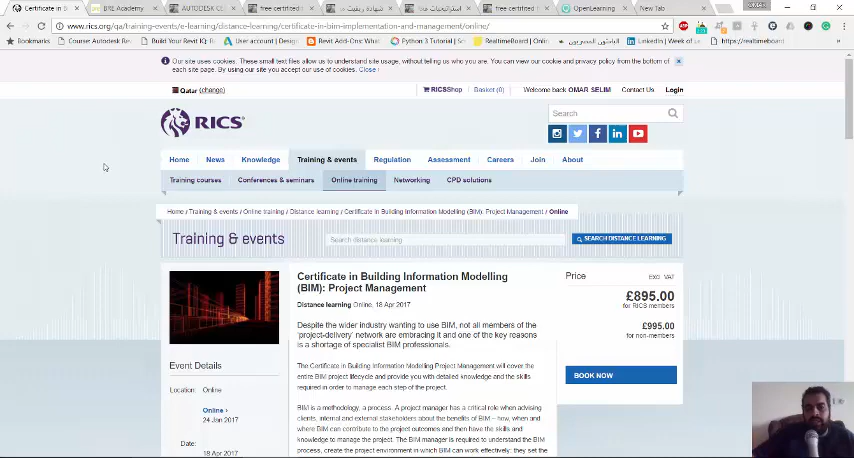 Certificate in BIM Im
BRE Academy
AUTODESK CE
free certified
شهادة ريفيت د.
استراتيجيات هذا
free certified
OpenLearning
New Tab
www.rics.org/qa/training-events/e-learning/distance-learning/certificate-in-bim-implementation-and-management/online/
Bookmarks
Course: Autodesk Revit
Build Your Revit IQ: B
User account | Design
Revit Add-Ons: What
Python 3 Tutorial | So
RealtimeBoard | Online
LinkedIn | Week of
https://realtimeboard
Our site uses cookies. These small text files allow us to understand site usage, without telling us who you are. You can view our cookie and privacy policy from the bottom of
each site page. By using our site you accept our use of cookies. Close
Qatar (change)
RICSShop
Basket (0)
Welcome back OMAR SELIM
Contact Us
Login
RICS
Search
Home
News
Knowledge
Training & events
Regulation
Assessment
Careers
Join
About
Training courses
Conferences & seminars
Online training
Networking
CPD solutions
Home / Training & events / Online training / Distance learning / Certificate in Building Information Modelling (BIM): Project Management / Online
Training & events
Search distance learning
SEARCH DISTANCE LEARNING
Certificate in Building Information Modelling
(BIM): Project Management
Distance learning Online, 18 Apr 2017
Price
EXCL VAT
£895.00
for RICS members
£995.00
for non-members
BOOK NOW
Despite the wider industry wanting to use BIM, not all members of the
'project-delivery' network are embracing it and one of the key reasons
is a shortage of specialist BIM professionals.
The Certificate in Building Information Modelling Project Management will cover the
entire BIM project lifecycle and provide you with detailed knowledge and the skills
required in order to manage each step of the project.
BIM is a methodology, a process. A project manager has a critical role when advising
clients, internal and external stakeholders about the benefits of BIM – how, when and
where BIM can contribute to the project outcomes and then have the skills and
knowledge to manage the project. The BIM manager is required to understand the BIM
process, create the project environment in which BIM can work effectively; they set the
Event Details
Location:
Online
Online ›
24 Jan 2017
Date:
18 Apr 2017